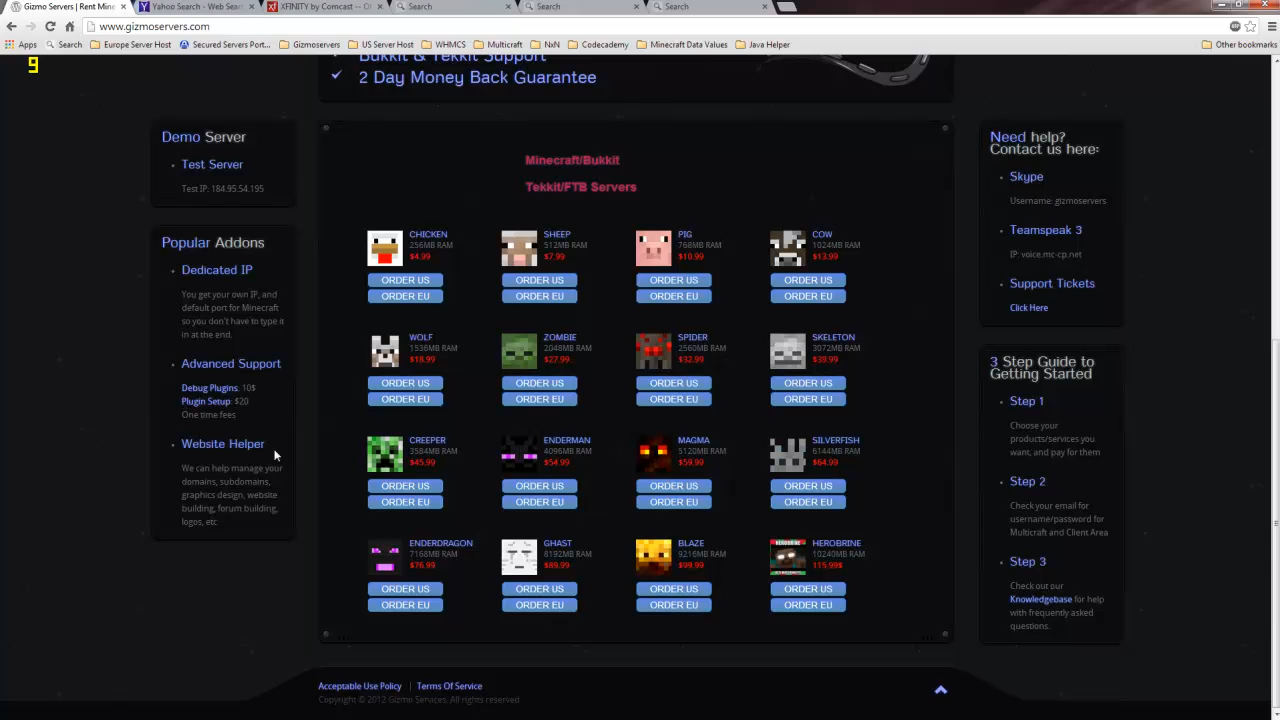 Gizmo Servers | Rent Mine
Yahoo Search - Web Sear
XFINITY by Comcast -- Of
Search
Search
Search
www.gizmoservers.com
Apps
Search
Europe Server Host
Secured Servers Port...
Gizmoservers
US Server Host
WHMCS
Multicraft
NxN
Codecademy
Minecraft Data Values
Java Helper
Other bookmarks
9
Bukkit & Tekkit Support
2 Day Money Back Guarantee
Demo Server
Test Server
Test IP: 184.95.54.195
Popular Addons
Dedicated IP
You get your own IP, and
default port for Minecraft
so you don't have to type it
in at the end.
Advanced Support
Debug Plugins: 10$
Plugin Setup: $20
One time fees
Website Helper
We can help manage your
domains, subdomains,
graphics design, website
building, forum building,
logos, etc
Minecraft/Bukkit
Tekkit/FTB Servers
CHICKEN
256MB RAM
$4.99
ORDER US
ORDER EU
SHEEP
512MB RAM
$7.99
ORDER US
ORDER EU
PIG
768MB RAM
$10.99
ORDER US
ORDER EU
COW
1024MB RAM
$13.99
ORDER US
ORDER EU
WOLF
1536MB RAM
$18.99
ORDER US
ORDER EU
ZOMBIE
2048MB RAM
$27.99
ORDER US
ORDER EU
SPIDER
2560MB RAM
$32.99
ORDER US
ORDER EU
SKELETON
3072MB RAM
$39.99
ORDER US
ORDER EU
CREEPER
3584MB RAM
$45.99
ORDER US
ORDER EU
ENDERMAN
4096MB RAM
$54.99
ORDER US
ORDER EU
MAGMA
5120MB RAM
$59.99
ORDER US
ORDER EU
SILVERFISH
6144MB RAM
$64.99
ORDER US
ORDER EU
ENDERDRAGON
7168MB RAM
$76.99
ORDER US
ORDER EU
GHAST
8192MB RAM
$89.99
ORDER US
ORDER EU
BLAZE
9216MB RAM
$99.99
ORDER US
ORDER EU
HEROBRINE
HEROBRINE
10240MB RAM
115.99$
ORDER US
ORDER EU
Need help?
Contact us here:
Skype
Username: gizmoservers
Teamspeak 3
IP: voice.mc-cp.net
Support Tickets
Click Here
3 Step Guide to
Getting Started
Step 1
Choose your
products/services you
want, and pay for them
Step 2
Check your email for
username/password for
Multicraft and Client Area
Step 3
Check out our
Knowledgebase for help
with frequently asked
questions.
Acceptable Use Policy | Terms Of Service
Copyright © 2012 Gizmo Services. All rights reserved